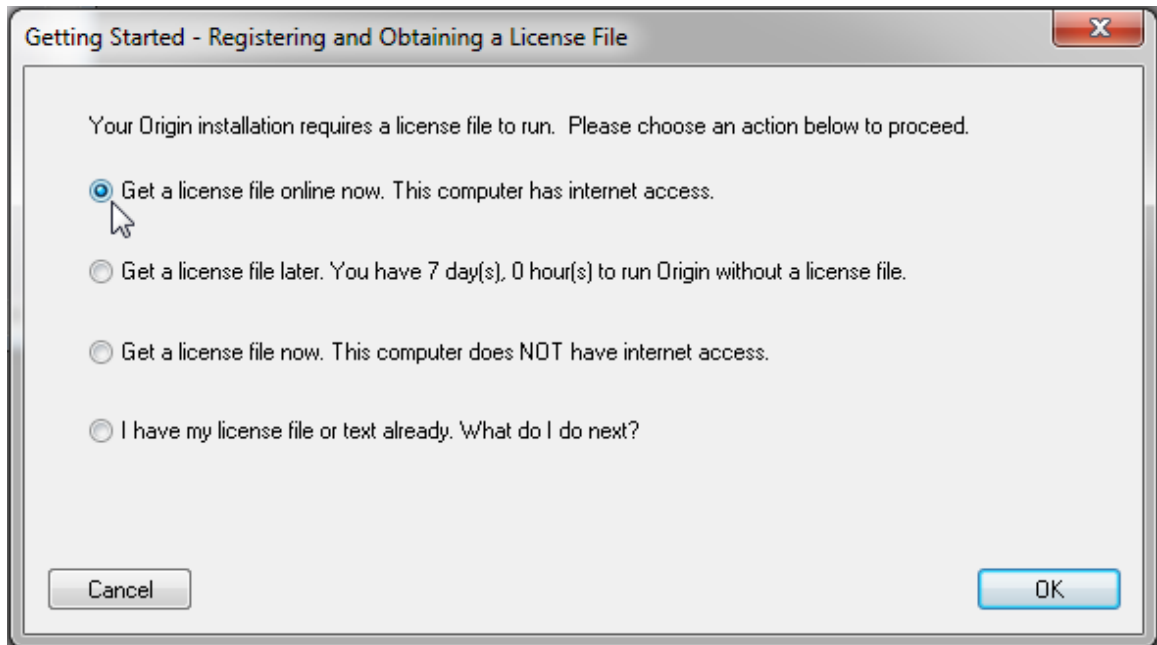 Getting Started - Registering and Obtaining a License File
Your Origin installation requires a license file to run.  Please choose an action below to proceed.
Get a license file online now. This computer has internet access.
Get a license file later. You have 7 day(s), 0 hour(s) to run Origin without a license file.
Get a license file now. This computer does NOT have internet access.
I have my license file or text already. What do I do next?
Cancel
OK